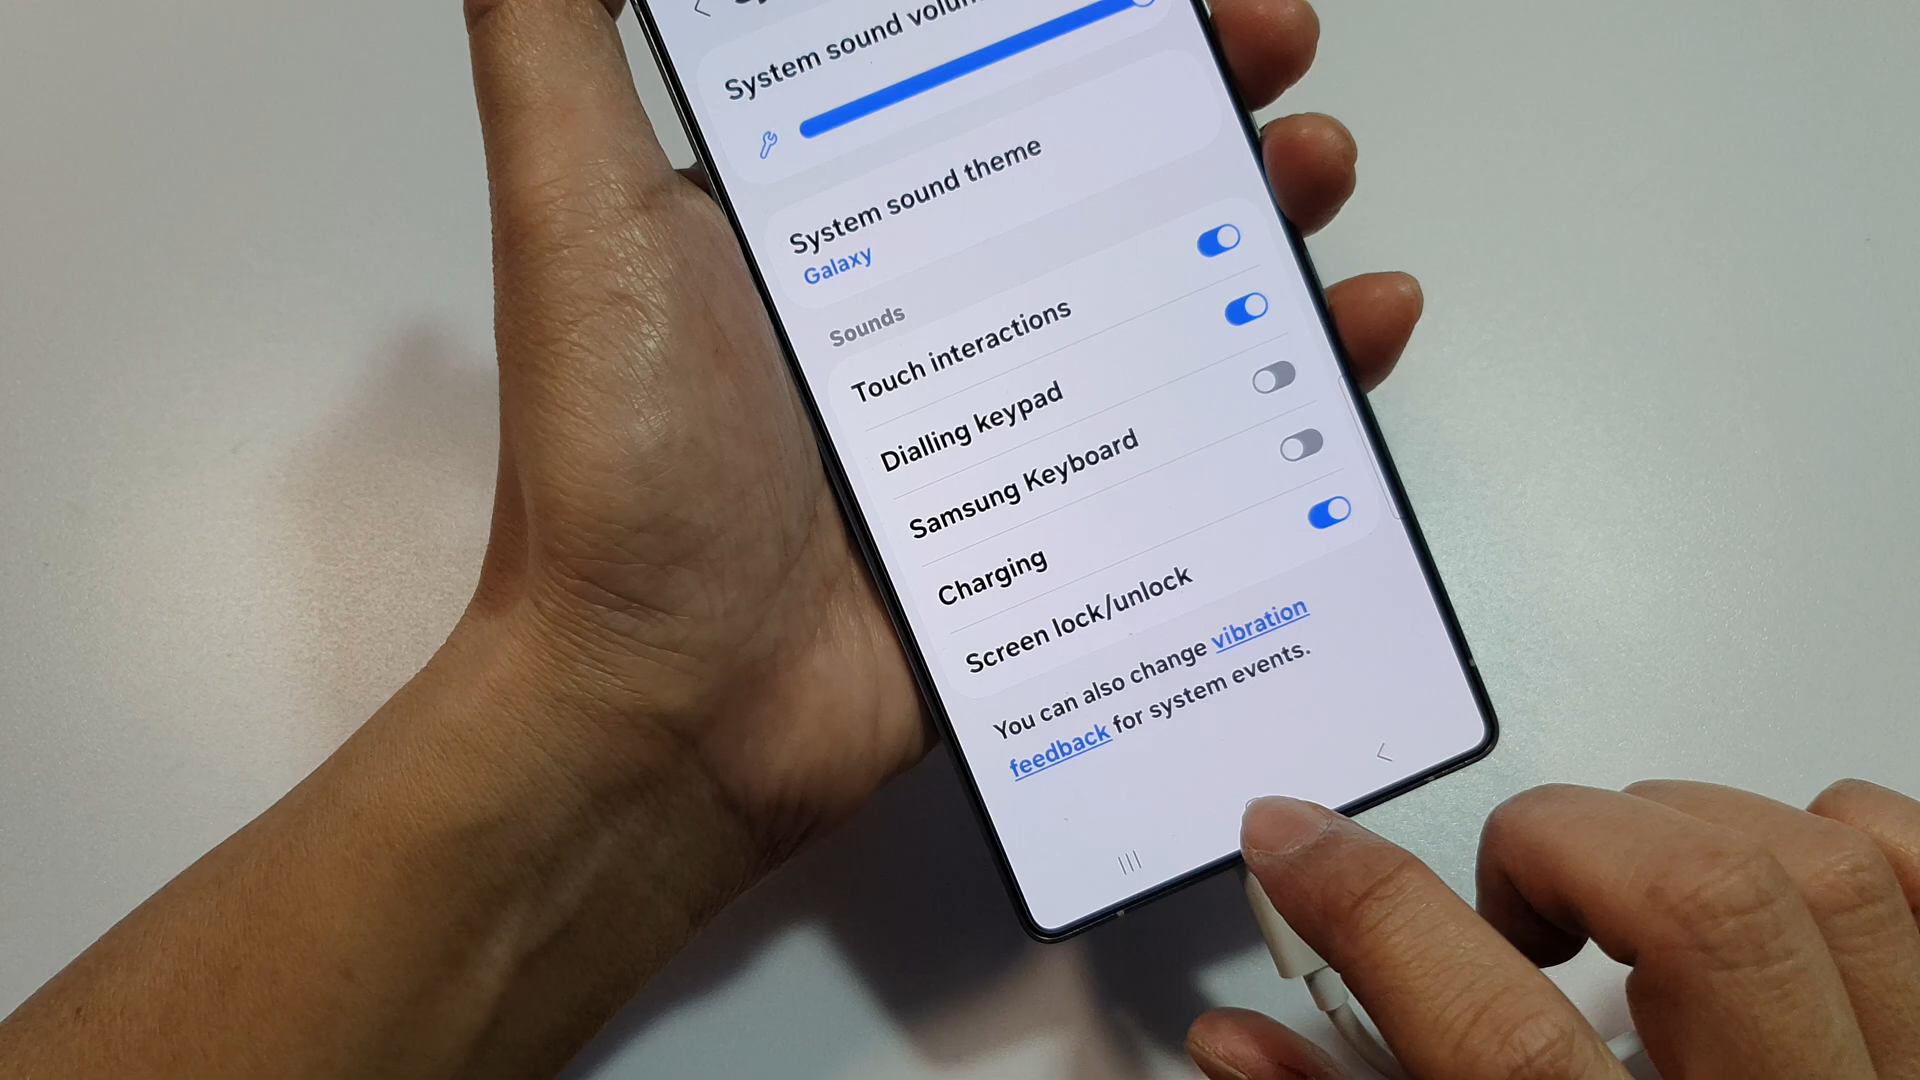 System sound
System sound theme
Galaxy
Sounds
Touch interactions
Dialling keypad
Samsung Keyboard
Charging
Screen lock/unlock
You can also change vibration
feedback for system events.